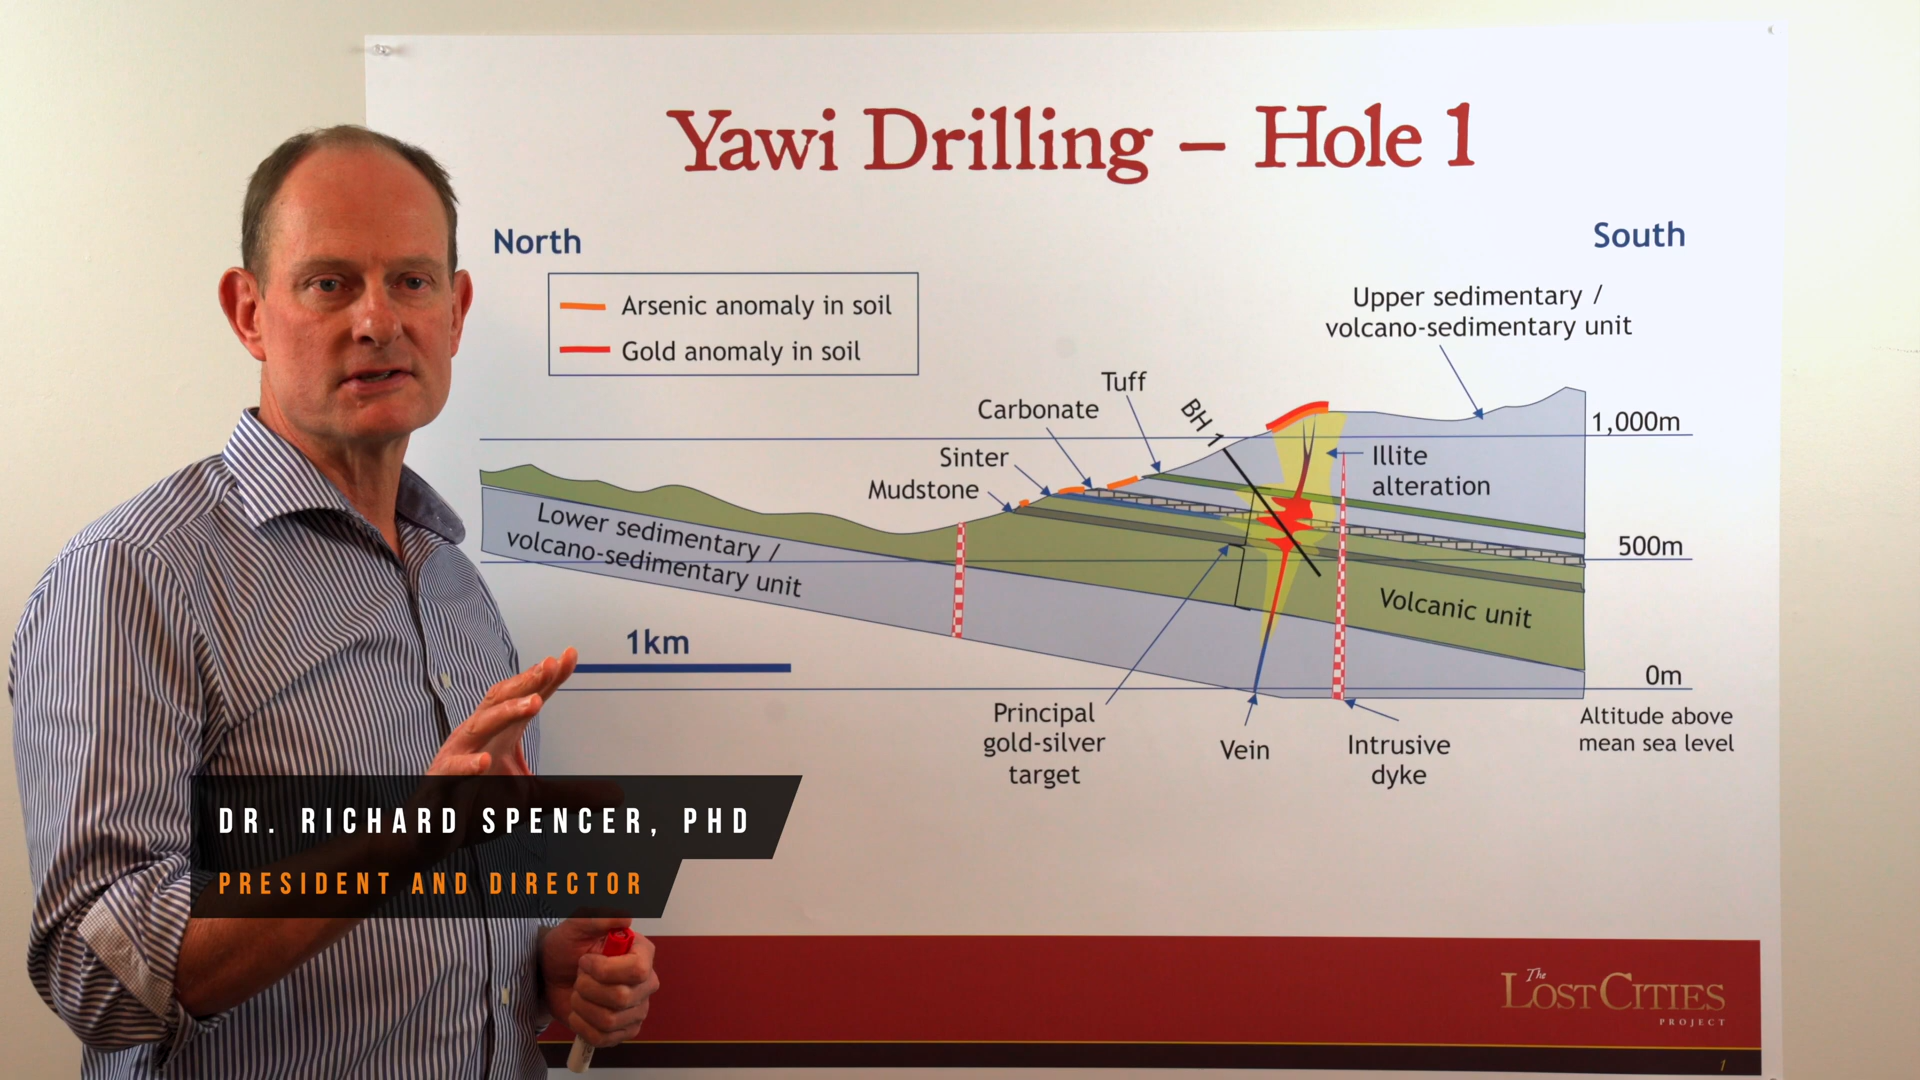 Yawi Drilling – Hole 1
North
South
Arsenic anomaly in soil
Gold anomaly in soil
Upper sedimentary /
volcano-sedimentary unit
Tuff
Carbonate
BH 1
1,000m
Sinter
Illite
Mudstone
alteration
Lower sedimentary /
volcano-sedimentary unit
500m
Volcanic unit
1km
0m
Principal
gold-silver
target
Vein
Intrusive
dyke
Altitude above
mean sea level
DR. RICHARD SPENCER, PHD
PRESIDENT AND DIRECTOR
The
LOST CITIES
PROJECT
1